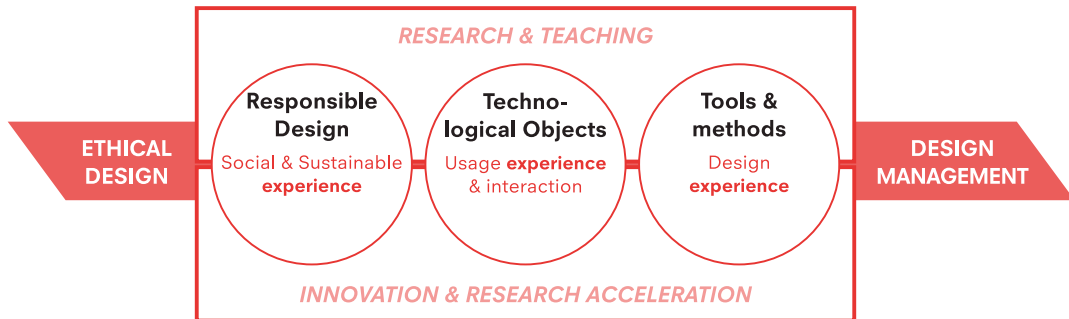 RESEARCH & TEACHING
ETHICAL
DESIGN
Responsible
Design
Social & Sustainable
experience
Techno-
logical Objects
Usage experience
& interaction
Tools &
methods
Design
experience
DESIGN
MANAGEMENT
INNOVATION & RESEARCH ACCELERATION